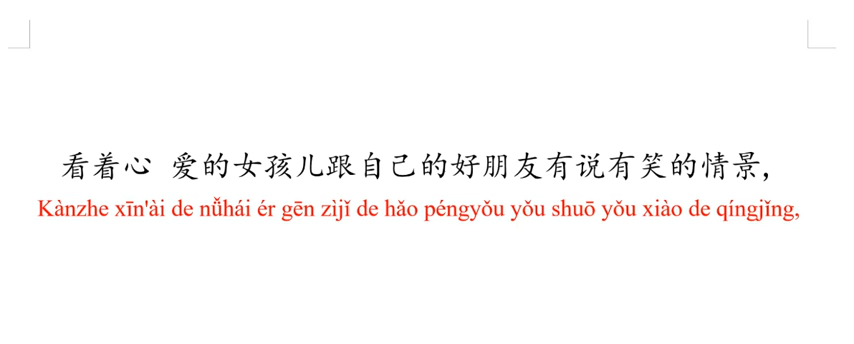 看着心 爱的女孩儿跟自己的好朋友有说有笑的情景,
Kànzhe xīn'ài de nǚhái ér gēn zìjǐ de hǎo péngyǒu yǒu shuō yǒu xiào de qíngjǐng,